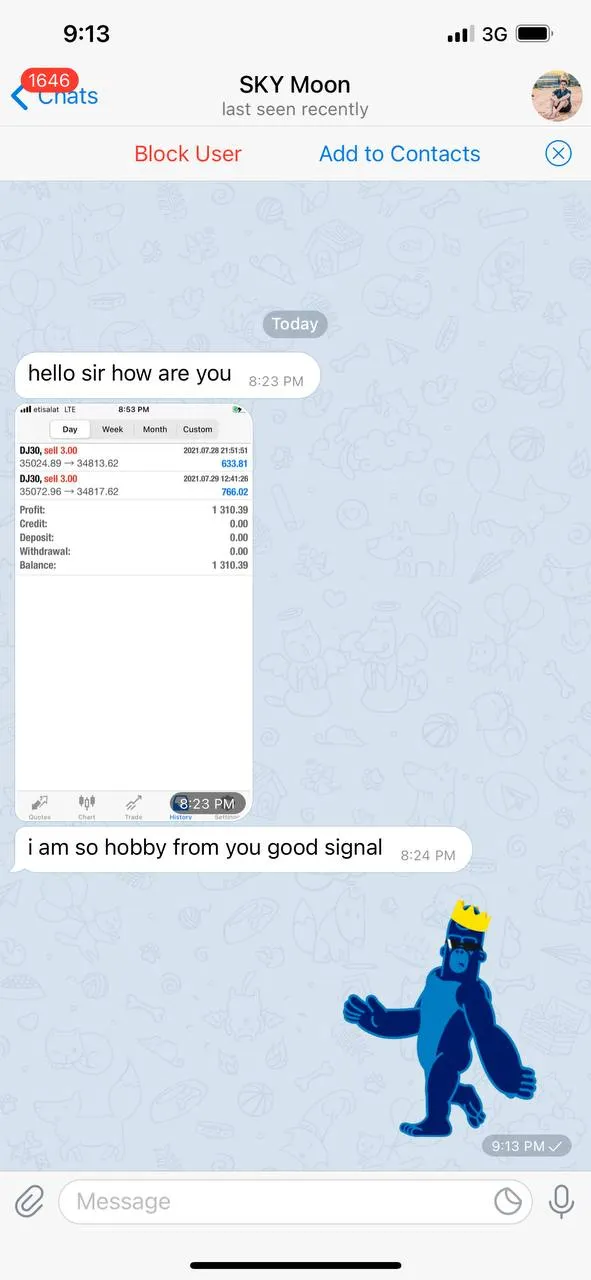 9:13
3G
1646
Chats
SKY Moon
last seen recently
Block User
Add to Contacts
Today
hello sir how are you
8:23 PM
etisalat LTE
8:53 PM
Day Week Month Custom
DJ30, sell 3.00 2021.07.28 21:51:51
35024.89 → 34813.62 633.81
DJ30, sell 3.00 2021.07.29 12:41:26
35072.96 → 34817.62 766.02
Profit: 1 310.39
Credit: 0.00
Deposit: 0.00
Withdrawal: 0.00
Balance: 1 310.39
8:23 PM
Quotes Chart Trade History Settings
i am so hobby from you good signal
8:24 PM
9:13 PM
Message